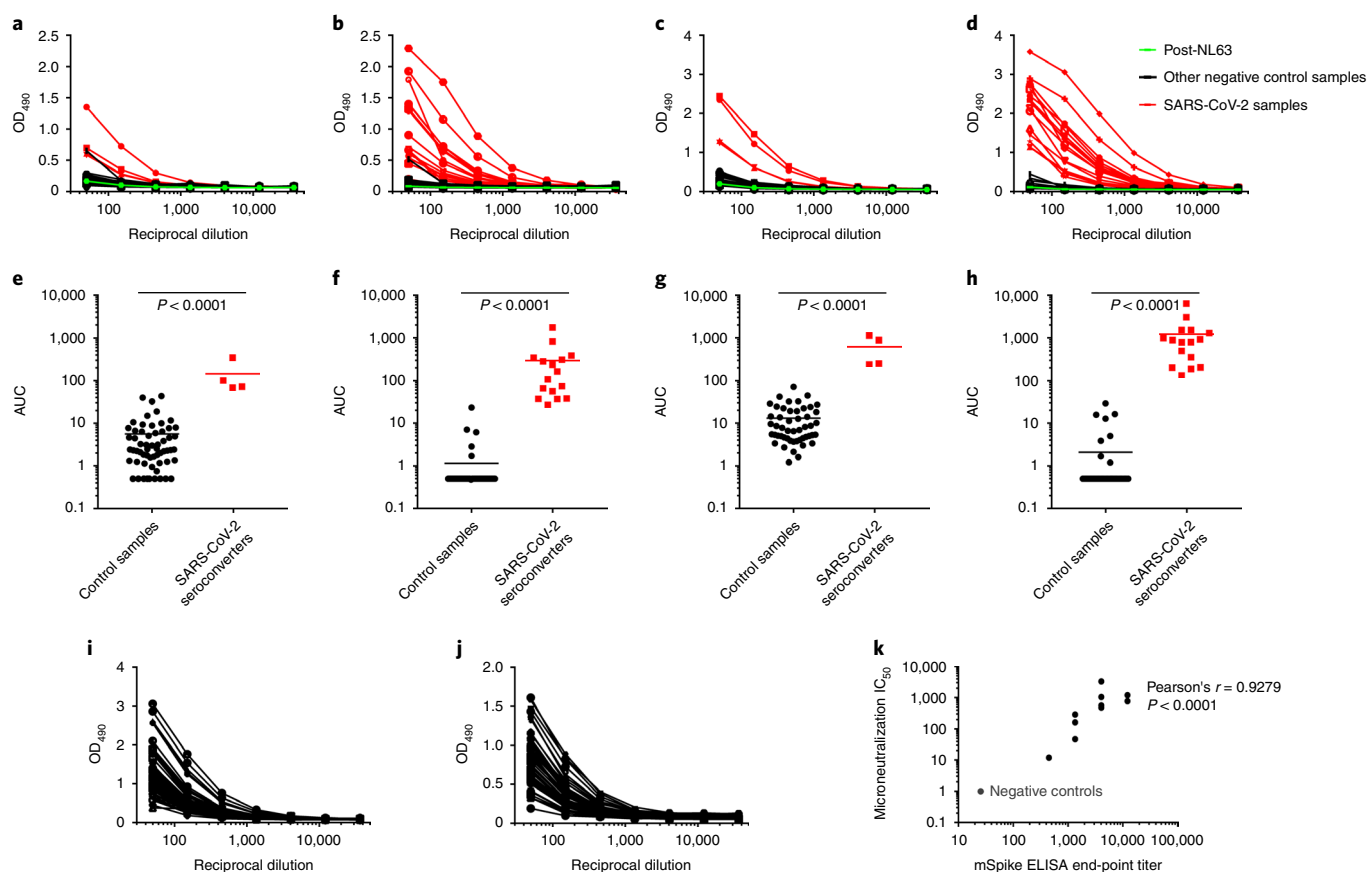 a
b
c
d
2.5
2.0
1.5
1.0
0.5
0
OD490
100
1,000
10,000
Reciprocal dilution
2.5
2.0
1.5
1.0
0.5
0
OD490
100
1,000
10,000
Reciprocal dilution
4
3
2
1
0
OD490
100
1,000
10,000
Reciprocal dilution
4
3
2
1
0
OD490
100
1,000
10,000
Reciprocal dilution
Post-NL63
Other negative control samples
SARS-CoV-2 samples
e
f
g
h
10,000
1,000
100
10
1
0.1
AUC
P < 0.0001
Control samples
SARS-CoV-2
seroconverters
10,000
1,000
100
10
1
0.1
AUC
P < 0.0001
Control samples
SARS-CoV-2
seroconverters
10,000
1,000
100
10
1
0.1
AUC
P < 0.0001
Control samples
SARS-CoV-2
seroconverters
10,000
1,000
100
10
1
0.1
AUC
P < 0.0001
Control samples
SARS-CoV-2
seroconverters
i
j
k
4
3
2
1
0
OD490
100
1,000
10,000
Reciprocal dilution
2.0
1.5
1.0
0.5
0
OD490
100
1,000
10,000
Reciprocal dilution
10,000
1,000
100
10
1
0.1
Microneutralization IC50
Pearson's r = 0.9279
P < 0.0001
Negative controls
10
100
1,000
10,000
100,000
mSpike ELISA end-point titer